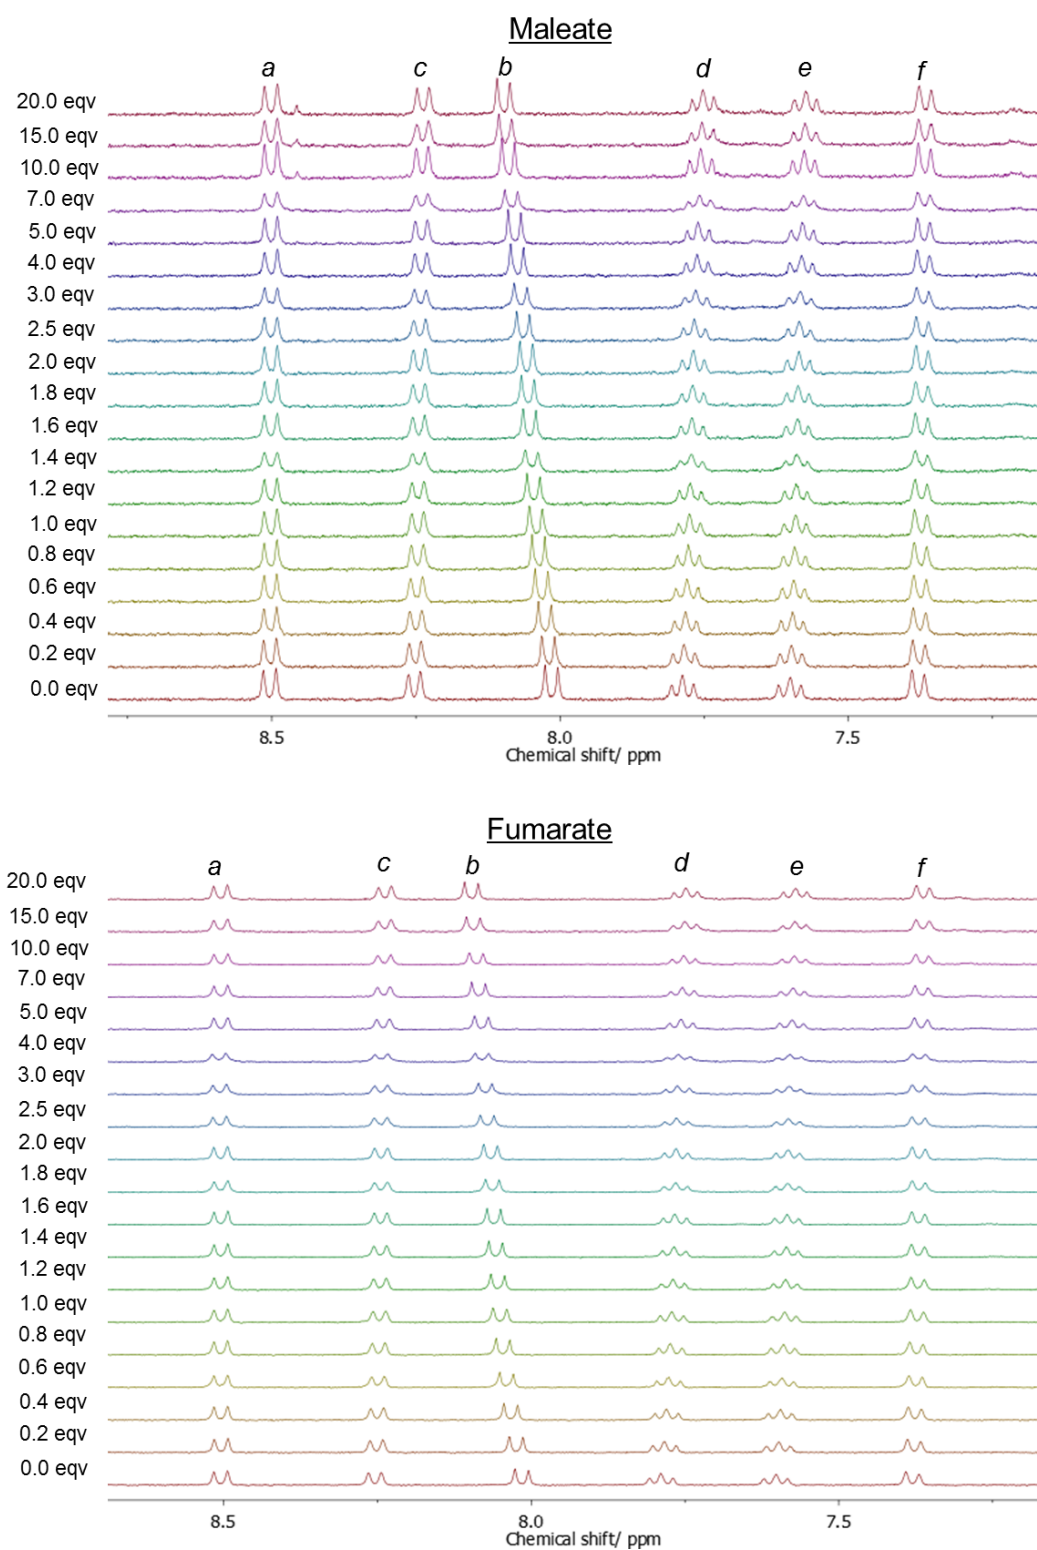 Maleate
a c b d e f
20.0 eqv
15.0 eqv
10.0 eqv
7.0 eqv
5.0 eqv
4.0 eqv
3.0 eqv
2.5 eqv
2.0 eqv
1.8 eqv
1.6 eqv
1.4 eqv
1.2 eqv
1.0 eqv
0.8 eqv
0.6 eqv
0.4 eqv
0.2 eqv
0.0 eqv
8.5 8.0 7.5
Chemical shift/ ppm
Fumarate
a c b d e f
20.0 eqv
15.0 eqv
10.0 eqv
7.0 eqv
5.0 eqv
4.0 eqv
3.0 eqv
2.5 eqv
2.0 eqv
1.8 eqv
1.6 eqv
1.4 eqv
1.2 eqv
1.0 eqv
0.8 eqv
0.6 eqv
0.4 eqv
0.2 eqv
0.0 eqv
8.5 8.0 7.5
Chemical shift/ ppm